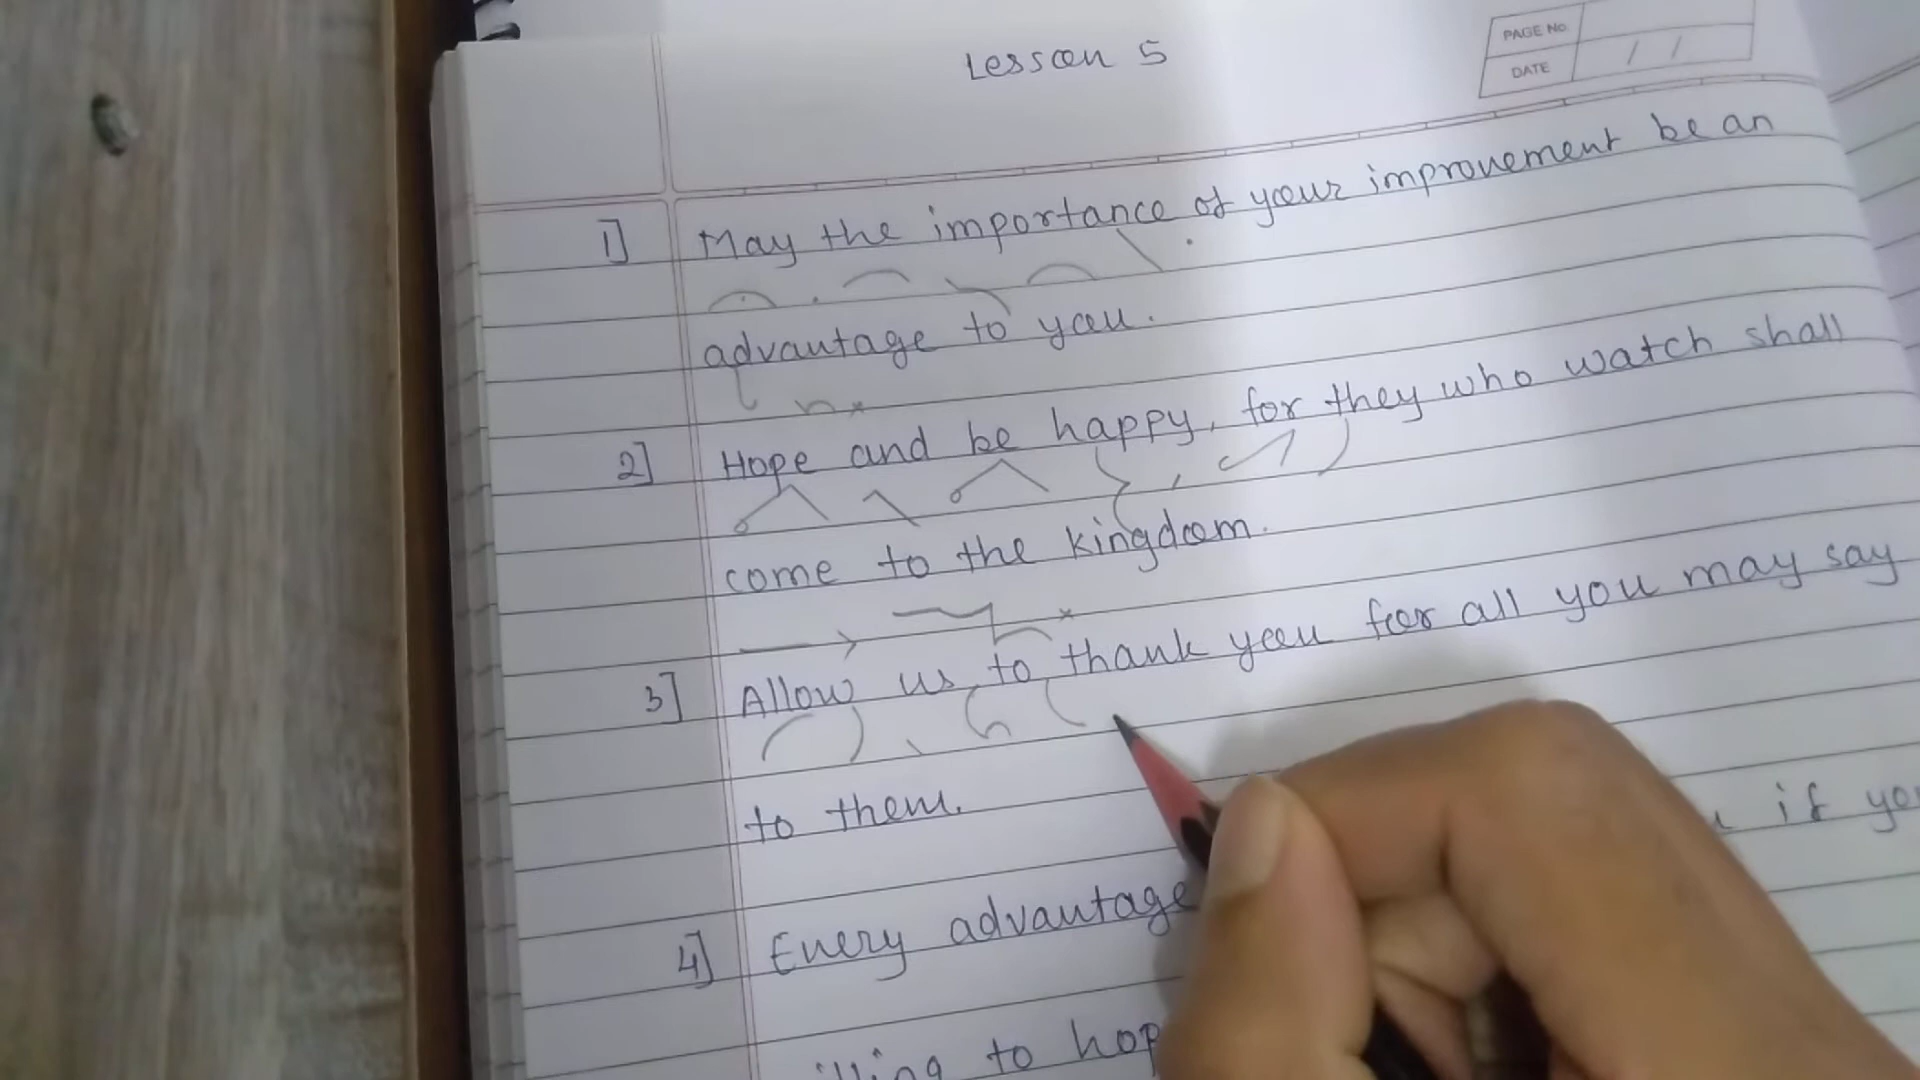 Lesson 5
PAGE No.
DATE / /
1] May the importance of your improvement be an
advantage to you.
2] Hope and be happy, for they who watch shall
come to the kingdom.
3] Allow us to thank you for all you may say
to them.
4] Every advantage if
to